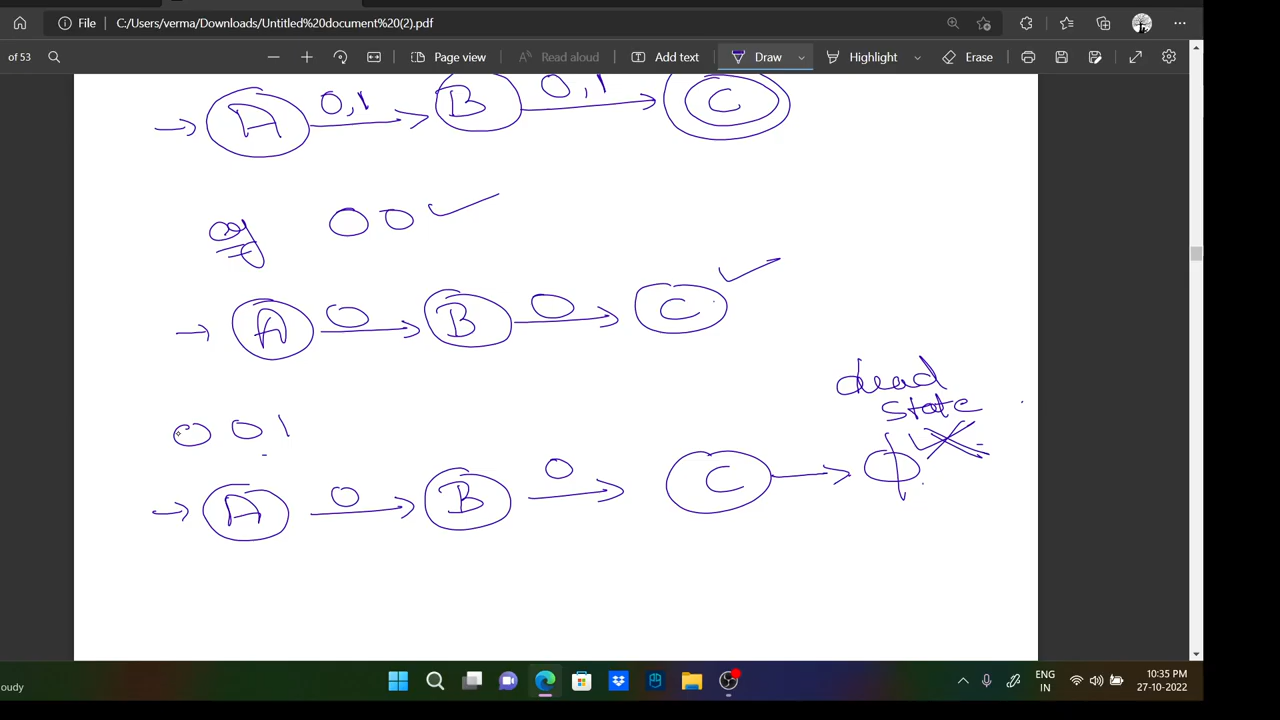 File C:/Users/verma/Downloads/Untitled%20document%20(2).pdf
of 53 Page view Read aloud Add text Draw Highlight Erase
A 0,1 B 0,1 C
eg 00
A 0 B 0 C
dead
state
001
A 0 B 0 C ϕ
oudy
ENG
IN
10:35 PM
27-10-2022